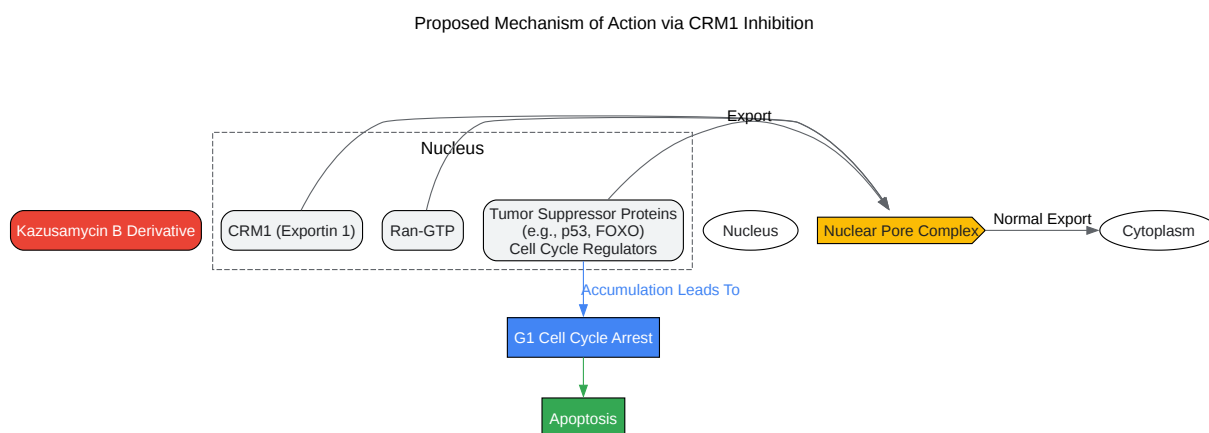 Proposed Mechanism of Action via CRM1 Inhibition
Export
Nucleus
Kazusamycin B Derivative
CRM1 (Exportin 1)
Ran-GTP
Tumor Suppressor Proteins
(e.g., p53, FOXO)
Cell Cycle Regulators
Nucleus
Nuclear Pore Complex
Normal Export
Cytoplasm
Accumulation Leads To
G1 Cell Cycle Arrest
Apoptosis